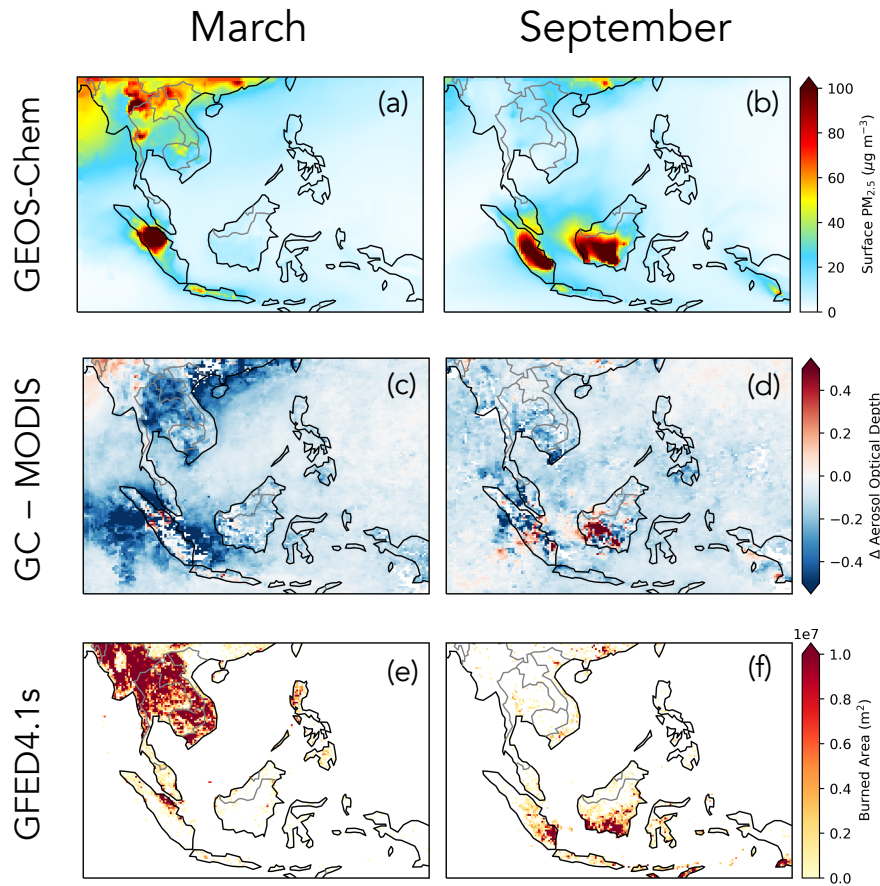 March September
GEOS-Chem
(a) (b)
100
80
60
40
20
0
Surface PM2.5 (μg m−3)
GC − MODIS
(c) (d)
0.4
0.2
0.0
−0.2
−0.4
Δ Aerosol Optical Depth
GFED4.1s
(e) (f)
1e7
1.0
0.8
0.6
0.4
0.2
0.0
Burned Area (m2)